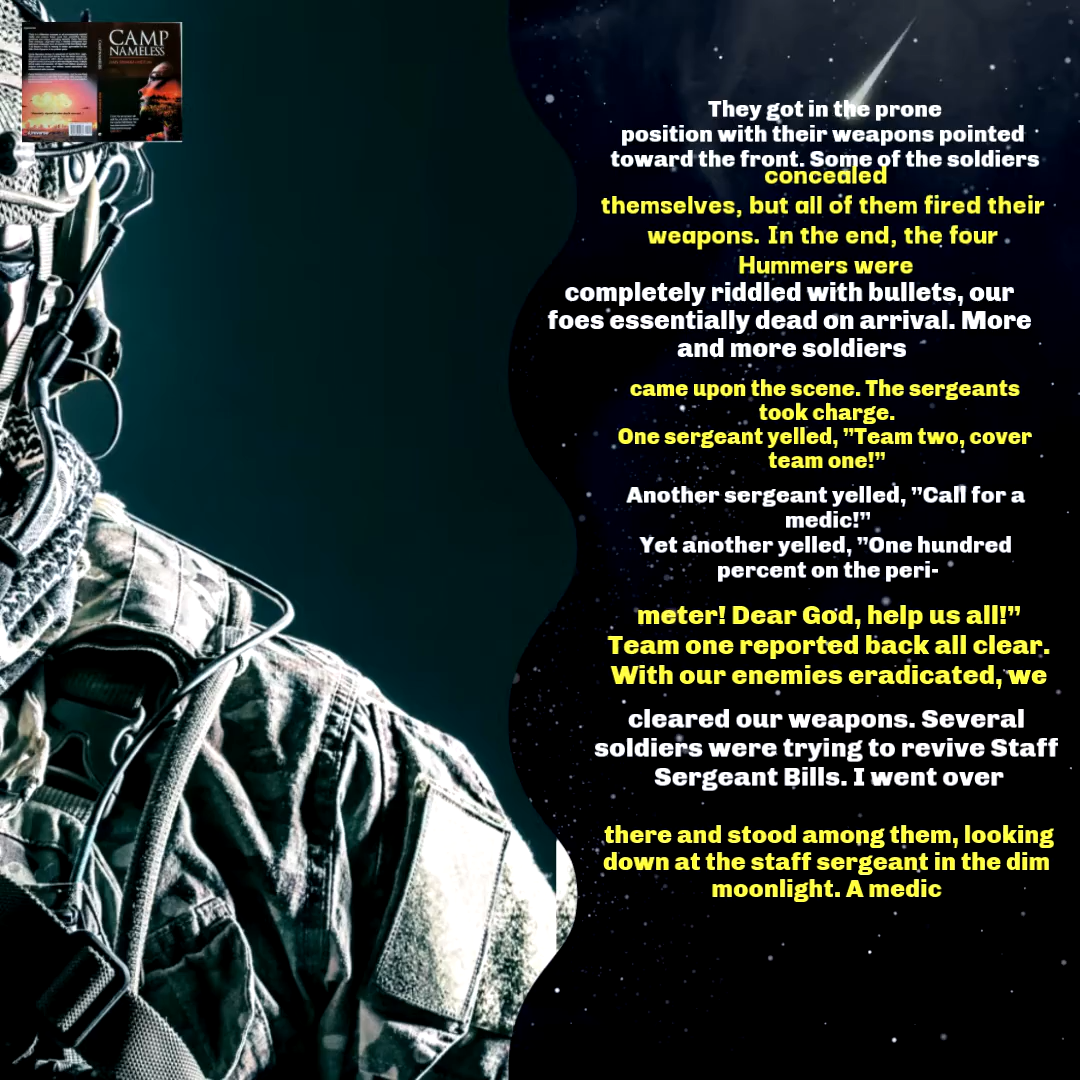 CAMP
NAMELESS
They got in the prone
position with their weapons pointed
toward the front. Some of the soldiers
concealed
themselves, but all of them fired their
weapons. In the end, the four
Hummers were
completely riddled with bullets, our
foes essentially dead on arrival. More
and more soldiers
came upon the scene. The sergeants
took charge.
One sergeant yelled, ”Team two, cover
team one!”
Another sergeant yelled, ”Call for a
medic!”
Yet another yelled, ”One hundred
percent on the peri-
meter! Dear God, help us all!”
Team one reported back all clear.
With our enemies eradicated, we
cleared our weapons. Several
soldiers were trying to revive Staff
Sergeant Bills. I went over
there and stood among them, looking
down at the staff sergeant in the dim
moonlight. A medic